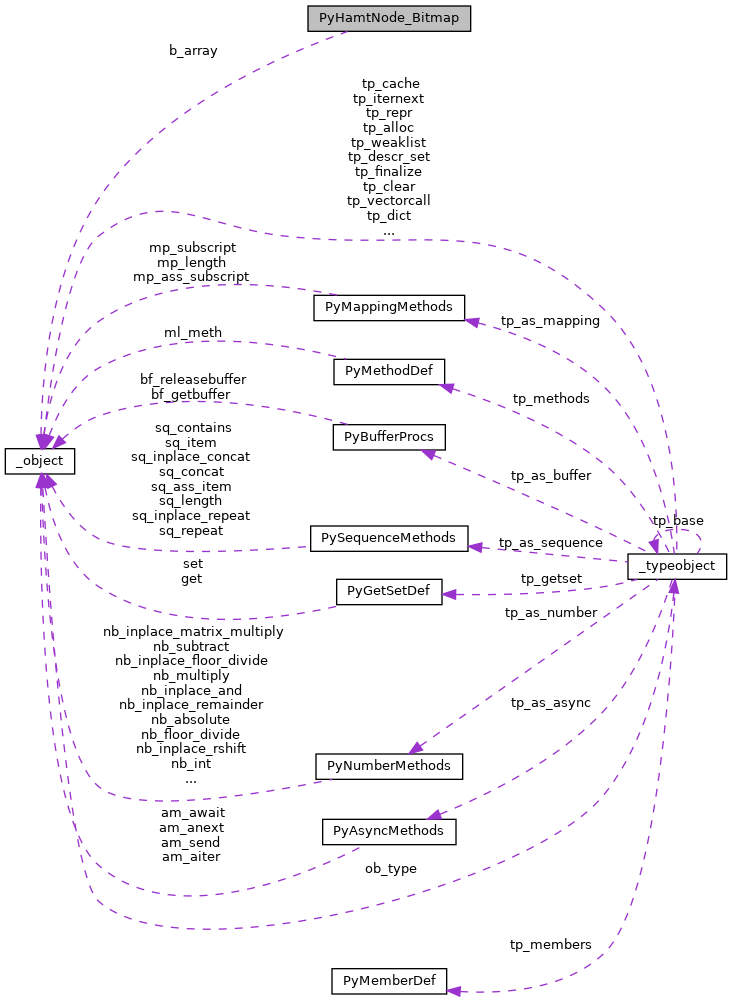 PyHamtNode_Bitmap
b_array
tp_cache
tp_iternext
tp_repr
tp_alloc
tp_weaklist
tp_descr_set
tp_finalize
tp_clear
tp_vectorcall
tp_dict
...
mp_subscript
mp_length
mp_ass_subscript
PyMappingMethods
tp_as_mapping
ml_meth
PyMethodDef
tp_methods
bf_releasebuffer
bf_getbuffer
PyBufferProcs
tp_as_buffer
_object
sq_contains
sq_item
sq_inplace_concat
sq_concat
sq_ass_item
sq_length
sq_inplace_repeat
sq_repeat
PySequenceMethods
tp_as_sequence
tp_base
_typeobject
set
get
PyGetSetDef
tp_getset
tp_as_number
nb_inplace_matrix_multiply
nb_subtract
nb_inplace_floor_divide
nb_multiply
nb_inplace_and
nb_inplace_remainder
nb_absolute
nb_floor_divide
nb_inplace_rshift
nb_int
...
PyNumberMethods
tp_as_async
am_await
am_anext
am_send
am_aiter
PyAsyncMethods
ob_type
tp_members
PyMemberDef